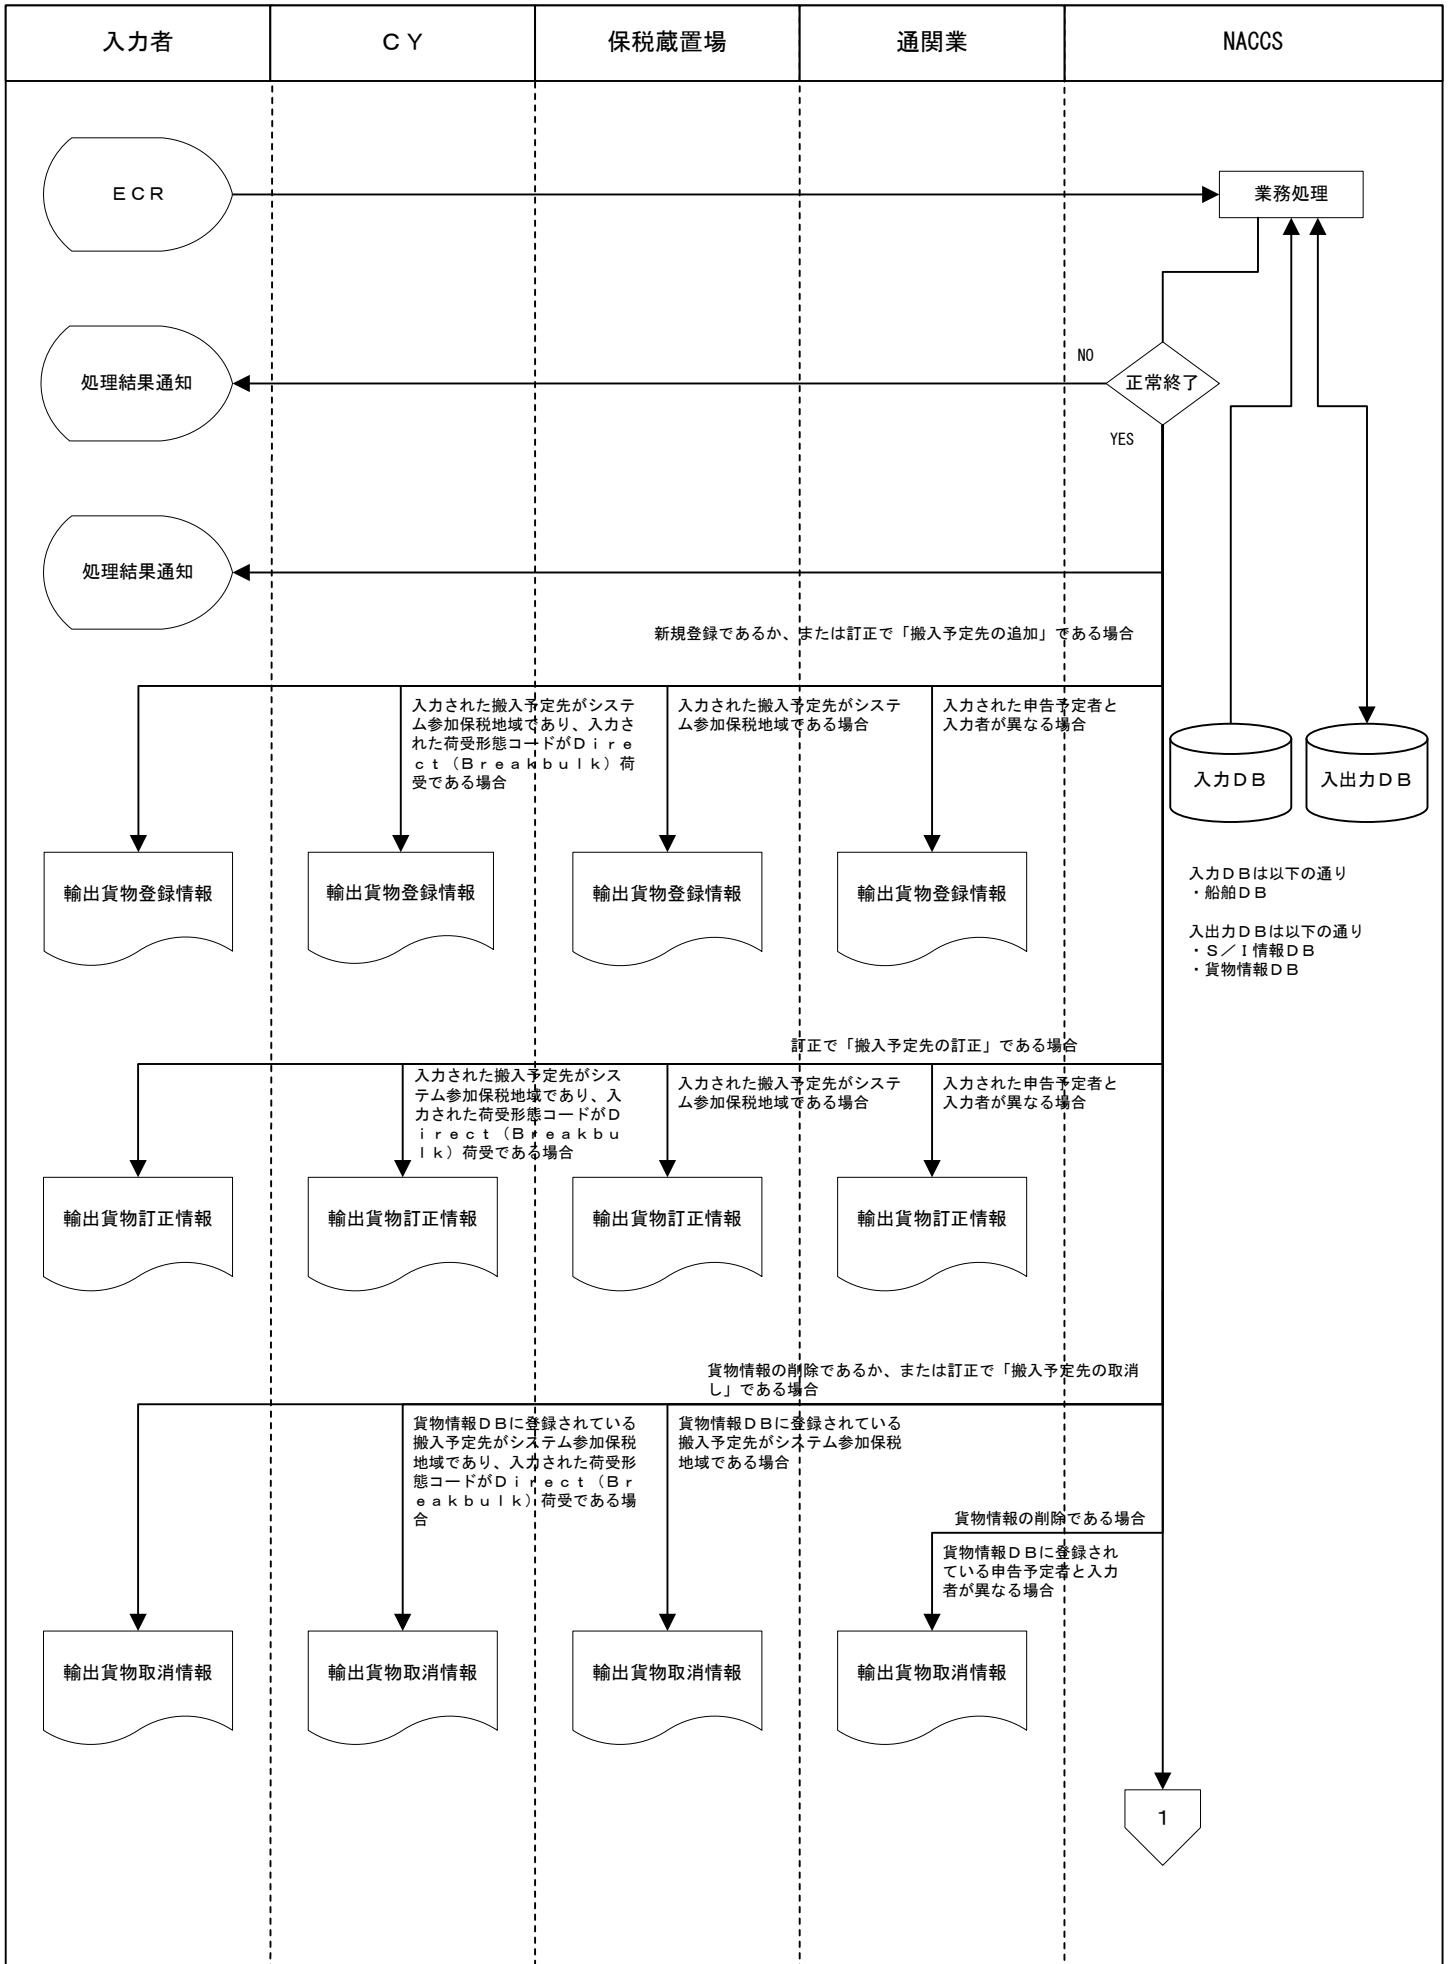 入力者
ＣＹ
保税蔵置場
通関業
NACCS
ＥＣＲ
業務処理
処理結果通知
NO
正常終了
YES
処理結果通知
新規登録であるか、または訂正で「搬入予定先の追加」である場合
入力された搬入予定先がシステ
ム参加保税地域であり、入力さ
れた荷受形態コードがＤｉｒｅ
ｃｔ（Ｂｒｅａｋｂｕｌｋ）荷
受である場合
入力された搬入予定先がシステ
ム参加保税地域である場合
入力された申告予定者と
入力者が異なる場合
入力ＤＢ
入出力ＤＢ
輸出貨物登録情報
輸出貨物登録情報
輸出貨物登録情報
輸出貨物登録情報
入力ＤＢは以下の通り
・船舶ＤＢ
入出力ＤＢは以下の通り
・Ｓ／Ｉ情報ＤＢ
・貨物情報ＤＢ
訂正で「搬入予定先の訂正」である場合
入力された搬入予定先がシス
テム参加保税地域であり、入
力された荷受形態コードがＤ
ｉｒｅｃｔ（Ｂｒｅａｋｂｕ
ｌｋ）荷受である場合
入力された搬入予定先がシステ
ム参加保税地域である場合
入力された申告予定者と
入力者が異なる場合
輸出貨物訂正情報
輸出貨物訂正情報
輸出貨物訂正情報
輸出貨物訂正情報
貨物情報の削除であるか、または訂正で「搬入予定先の取消
し」である場合
貨物情報ＤＢに登録されている
搬入予定先がシステム参加保税
地域であり、入力された荷受形
態コードがＤｉｒｅｃｔ（Ｂｒ
ｅａｋｂｕｌｋ）荷受である場
合
貨物情報ＤＢに登録されている
搬入予定先がシステム参加保税
地域である場合
貨物情報の削除である場合
貨物情報ＤＢに登録され
ている申告予定者と入力
者が異なる場合
輸出貨物取消情報
輸出貨物取消情報
輸出貨物取消情報
輸出貨物取消情報
１